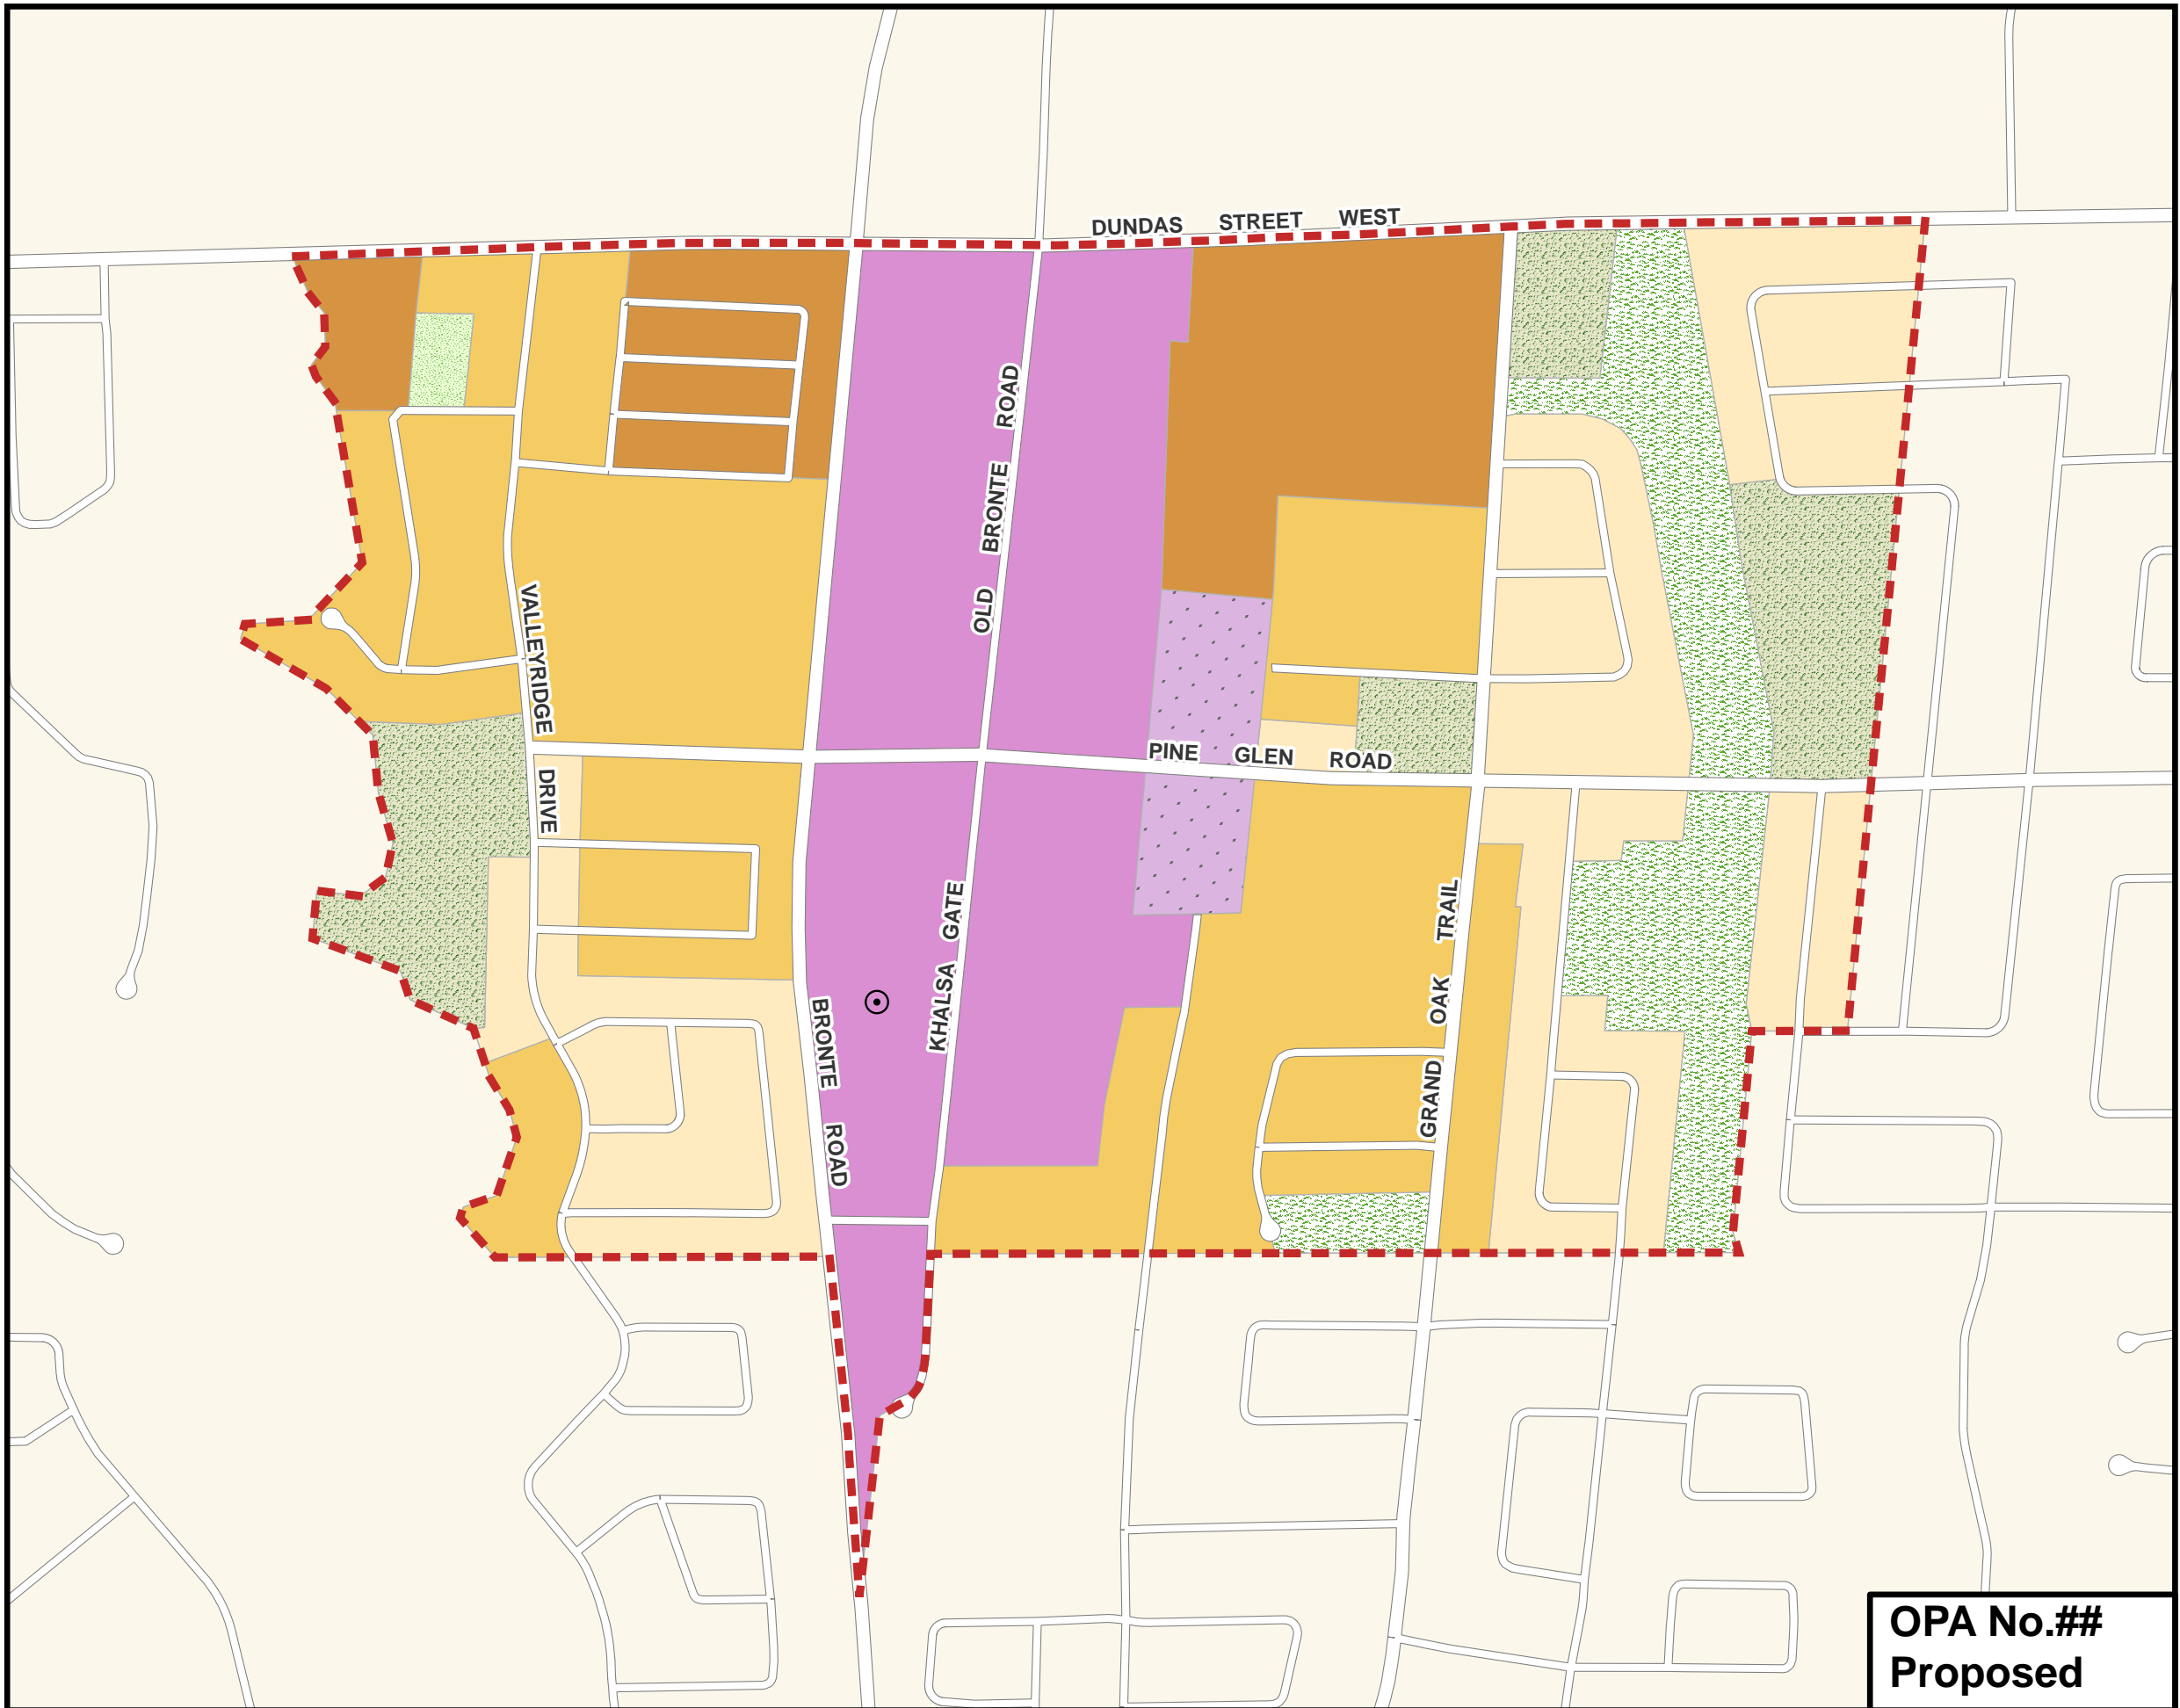 DUNDAS STREET WEST
OLD BRONTE ROAD
VALLEYRIDGE DRIVE
PINE GLEN ROAD
KHALSA GATE
BRONTE ROAD
GRAND OAK TRAIL
OPA No.##
Proposed